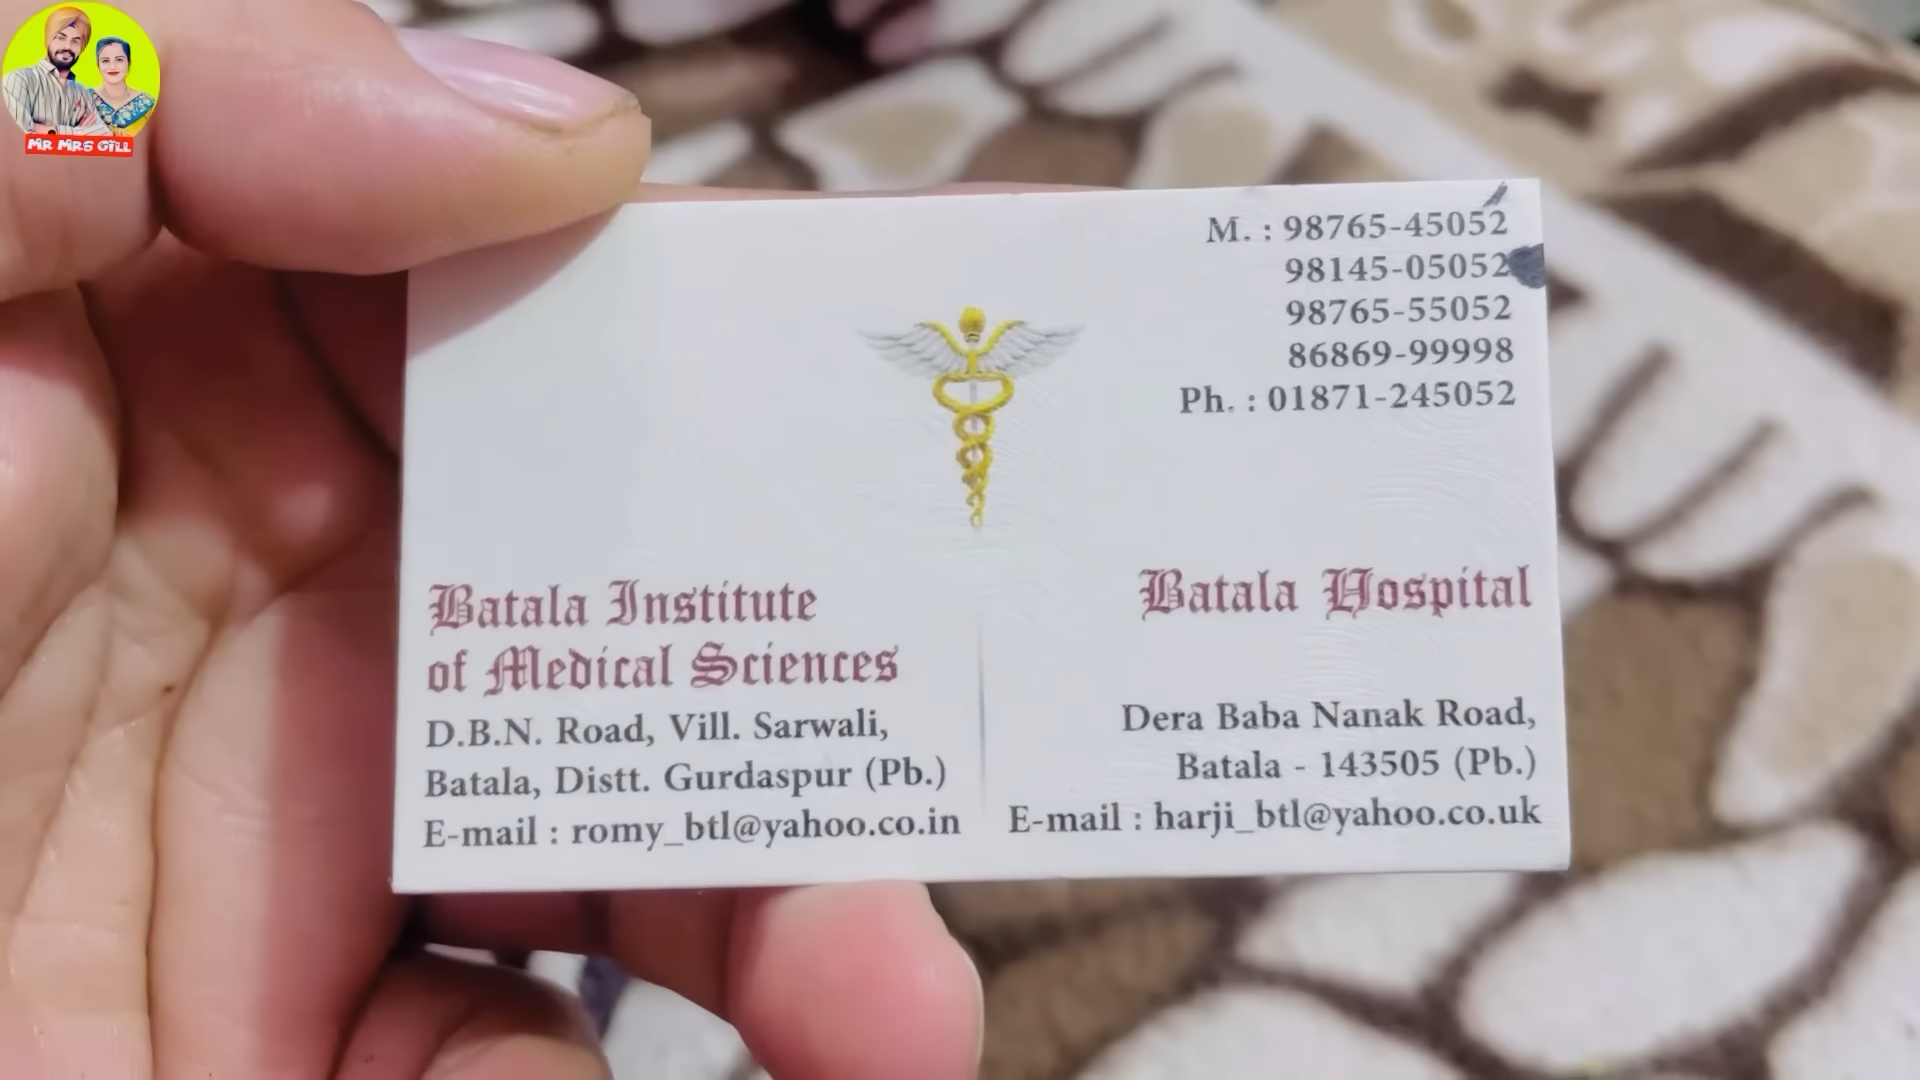 MR MRS GILL
M. : 98765-45052
98145-05052
98765-55052
86869-99998
Ph. : 01871-245052
Batala Institute
of Medical Sciences
D.B.N. Road, Vill. Sarwali,
Batala, Distt. Gurdaspur (Pb.)
E-mail : romy_btl@yahoo.co.in
Batala Hospital
Dera Baba Nanak Road,
Batala - 143505 (Pb.)
E-mail : harji_btl@yahoo.co.uk